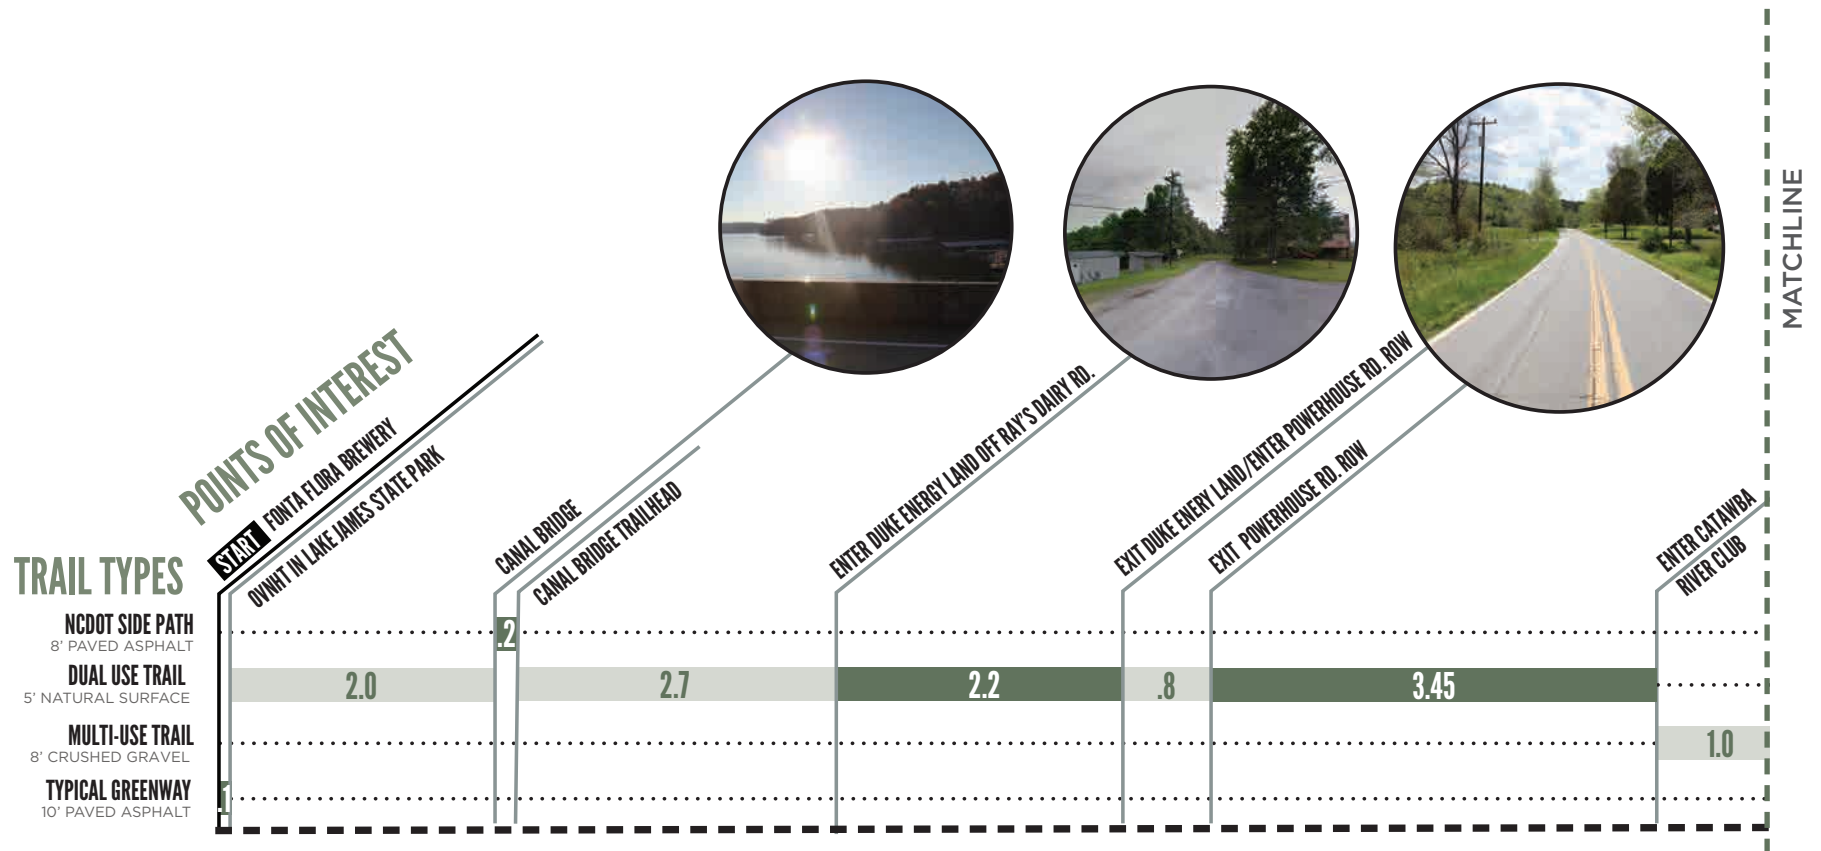 MATCHLINE
POINTS OF INTEREST
START FONTA FLORA BREWERY
OVNHT IN LAKE JAMES STATE PARK
CANAL BRIDGE
CANAL BRIDGE TRAILHEAD
ENTER DUKE ENERGY LAND OFF RAY'S DAIRY RD.
EXIT DUKE ENERY LAND/ENTER POWERHOUSE RD. ROW
EXIT POWERHOUSE RD. ROW
ENTER CATAWBA
RIVER CLUB
TRAIL TYPES
NCDOT SIDE PATH
8' PAVED ASPHALT
.2
DUAL USE TRAIL
5' NATURAL SURFACE
2.0
2.7
2.2
.8
3.45
MULTI-USE TRAIL
8' CRUSHED GRAVEL
1.0
TYPICAL GREENWAY
10' PAVED ASPHALT
.1